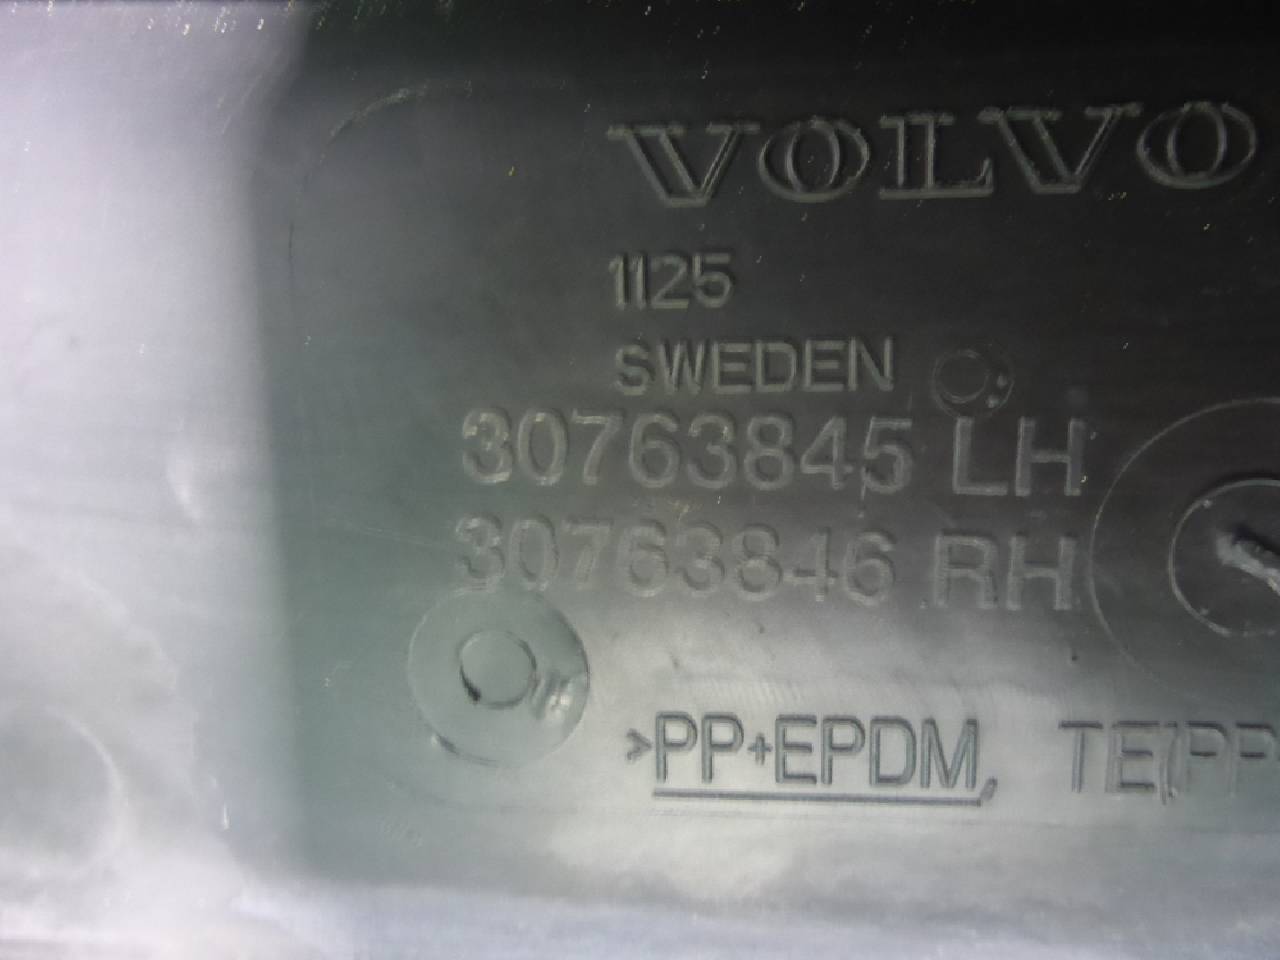 VOLVO
1125
SWEDEN
30763845 LH
30763846 RH
>PP+EPDM,